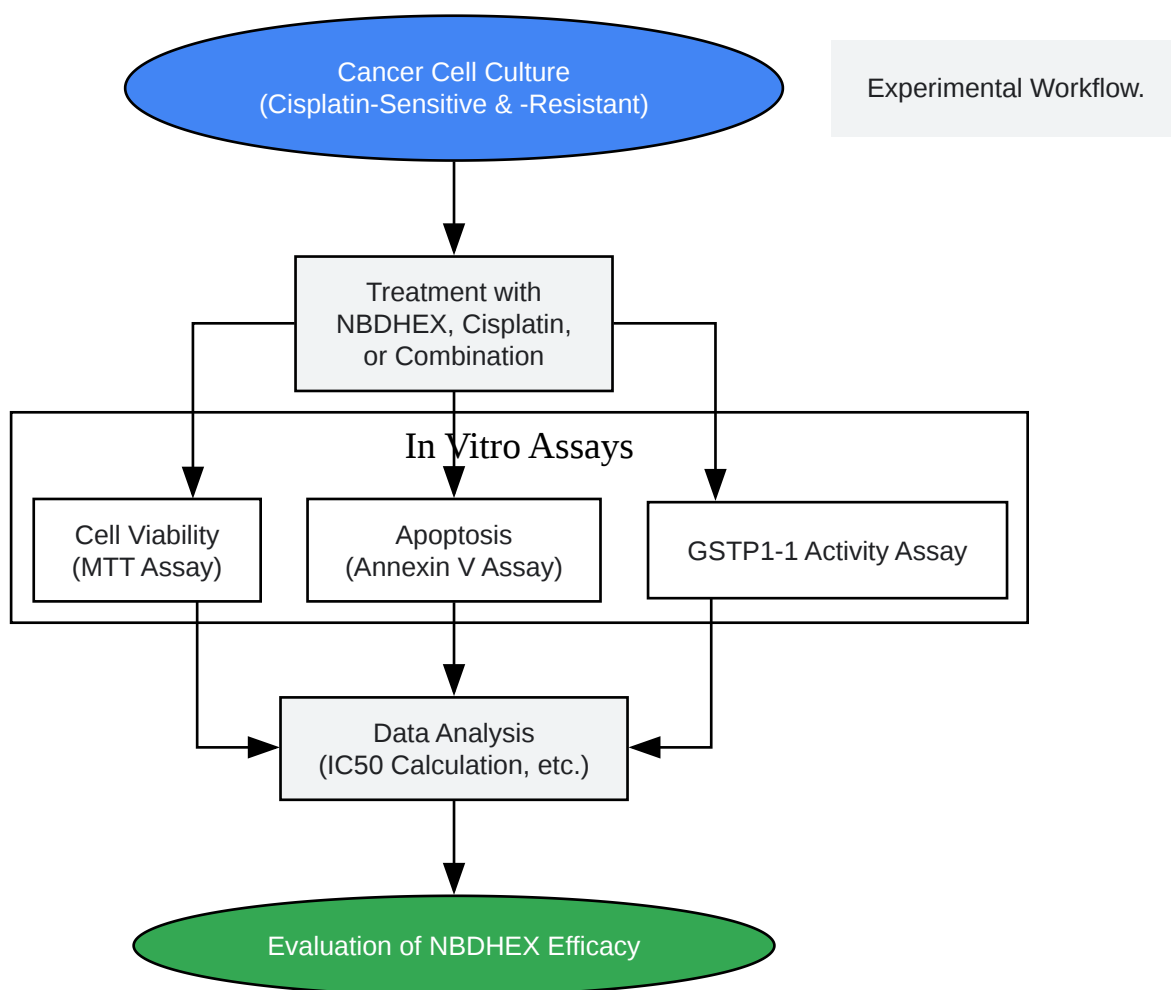 Cancer Cell Culture
(Cisplatin-Sensitive & -Resistant)
Experimental Workflow.
Treatment with
NBDHEX, Cisplatin,
or Combination
In Vitro Assays
Cell Viability
(MTT Assay)
Apoptosis
(Annexin V Assay)
GSTP1-1 Activity Assay
Data Analysis
(IC50 Calculation, etc.)
Evaluation of NBDHEX Efficacy